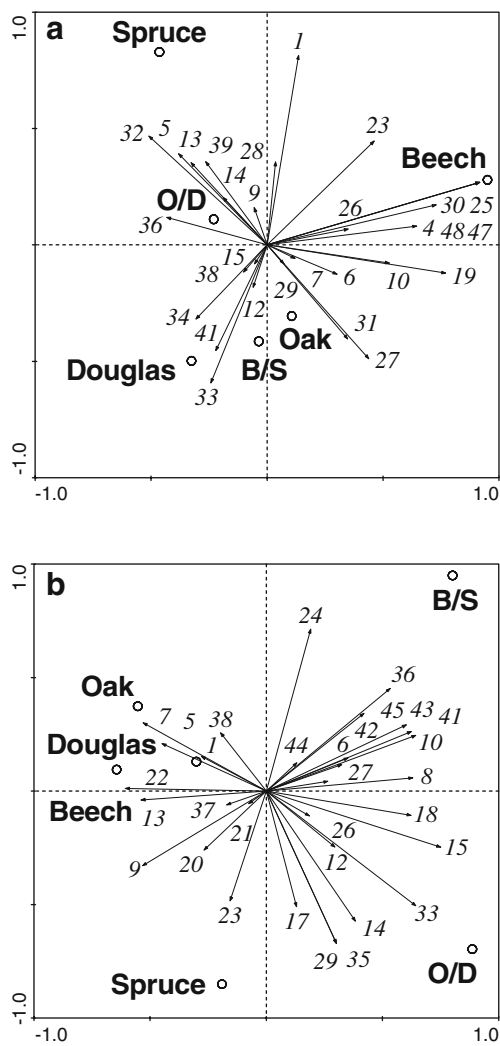 1.0
a
Spruce
1
23
32 5 13 39 28
14
9
Beech
O/D
26
30 25
36
4 48 47
15
38
29
7 6
10
19
12
34
41
Oak
31
27
Douglas
B/S
33
-1.0
-1.0
1.0
1.0
b
B/S
24
36
Oak
7 5 38
45 43 41
42
Douglas
1
44
6
10
27
8
22
Beech
13
37
18
21
26
9
20
12
15
23
17
14
33
29 35
O/D
Spruce
-1.0
-1.0
1.0